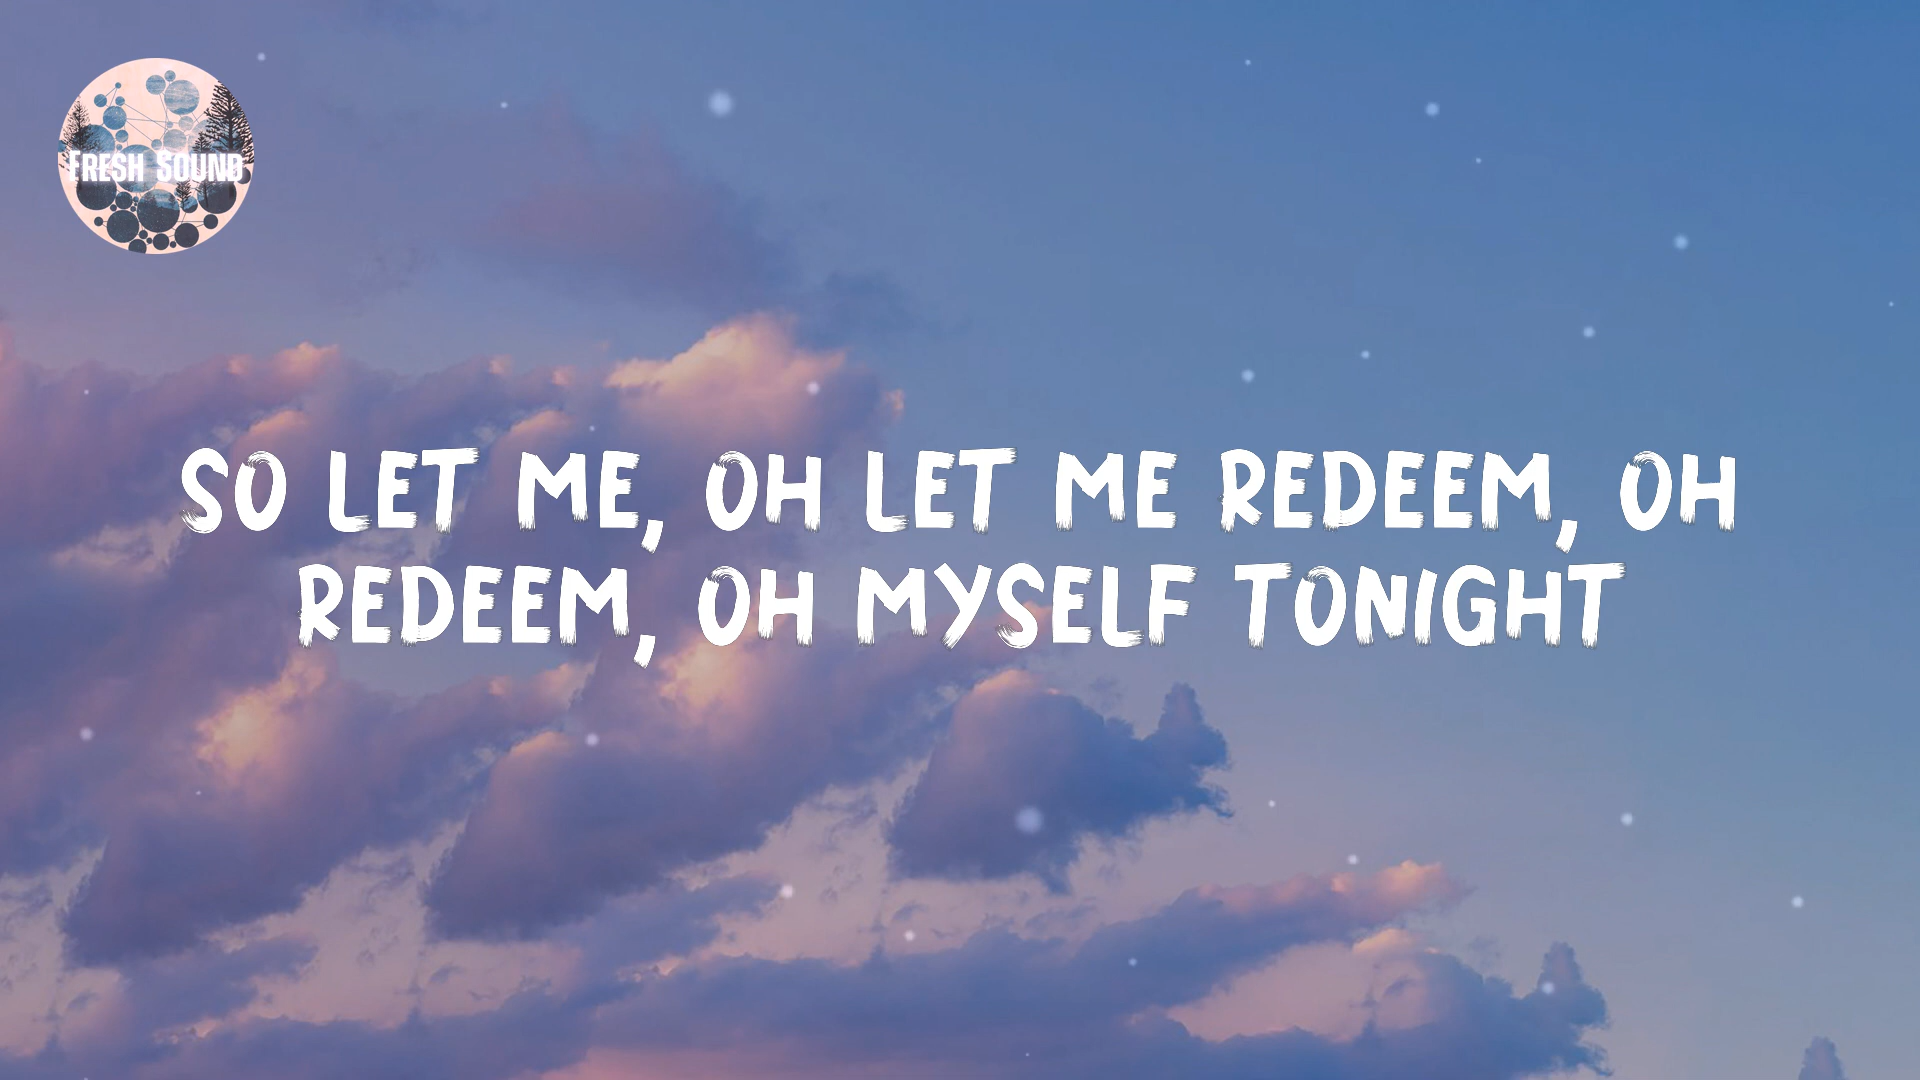 FRESH SOUND
SO LET ME, OH LET ME REDEEM, OH
REDEEM, OH MYSELF TONIGHT